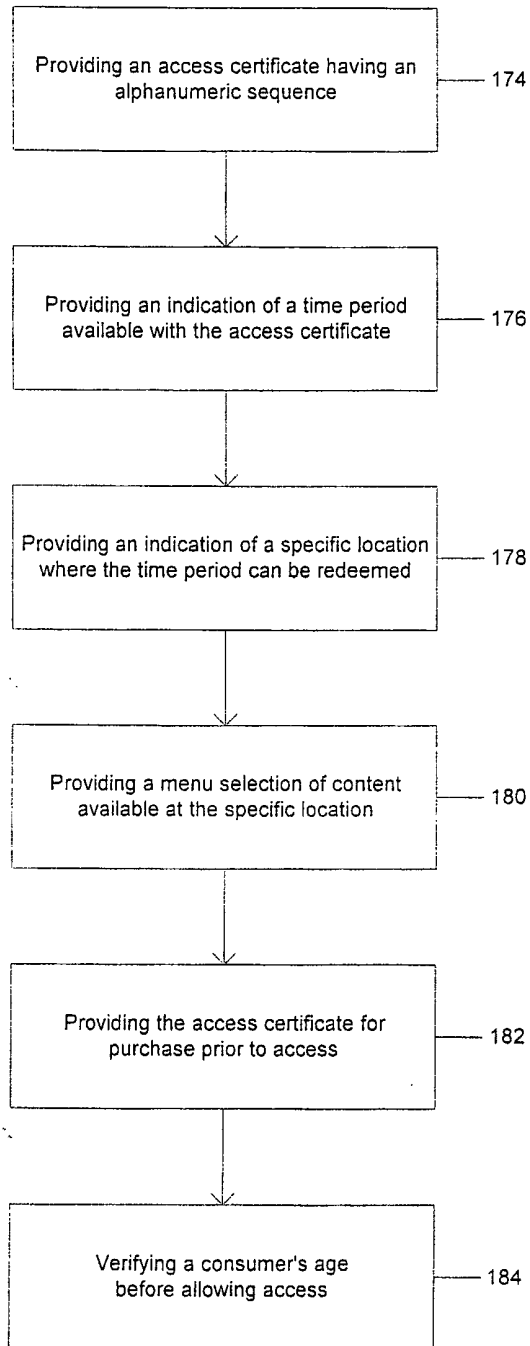 Providing an access certificate having an
alphanumeric sequence
174
Providing an indication of a time period
available with the access certificate
176
Providing an indication of a specific location
where the time period can be redeemed
178
Providing a menu selection of content
available at the specific location
180
Providing the access certificate for
purchase prior to access
182
Verifying a consumer's age
before allowing access
184